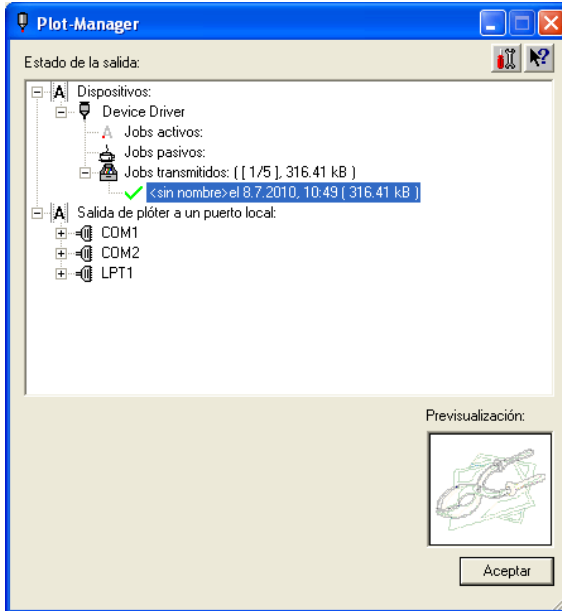 Plot-Manager
Estado de la salida:
Dispositivos:
Device Driver
Jobs activos:
Jobs pasivos:
Jobs transmitidos: ( [ 1/5 ], 316.41 kB )
<sin nombre> el 8.7.2010, 10:49 ( 316.41 kB )
Salida de plóter a un puerto local:
COM1
COM2
LPT1
Previsualización:
Aceptar